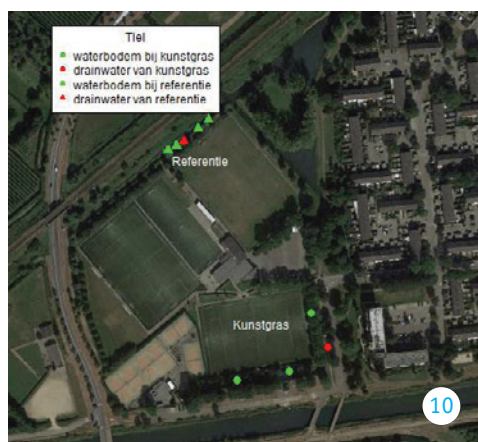 Tiel
waterbodem bij kunstgras
drainwater van kunstgras
waterbodem bij referentie
drainwater van referentie
Referentie
Kunstgras
10